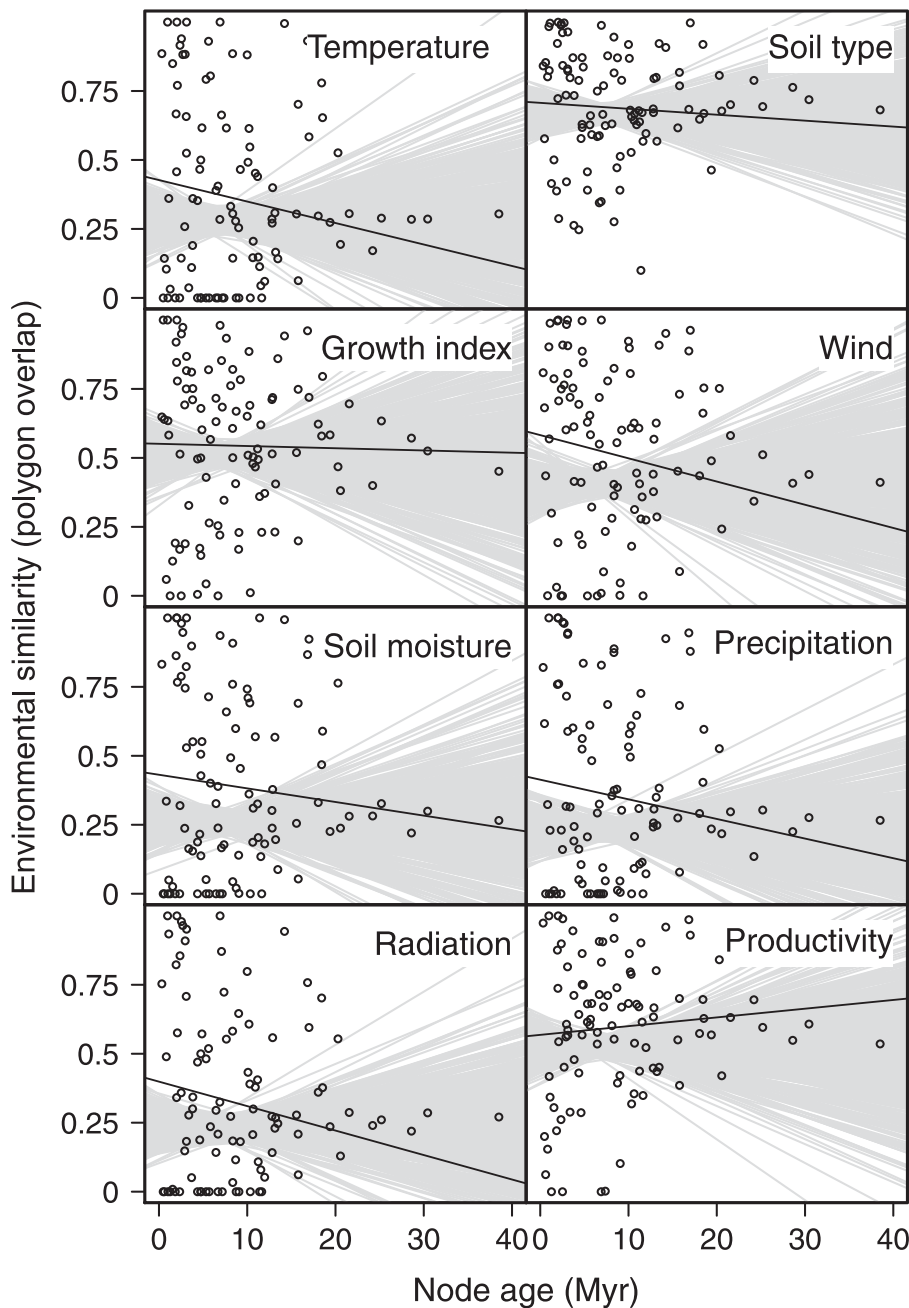 Temperature
Soil type
0.75
0.5
0.25
0
Growth index
Wind
0.75
0.5
0.25
0
Soil moisture
Precipitation
0.75
0.5
0.25
0
Radiation
Productivity
0.75
0.5
0.25
0
0 10 20 30 40 0 10 20 30 40
Node age (Myr)
Environmental similarity (polygon overlap)